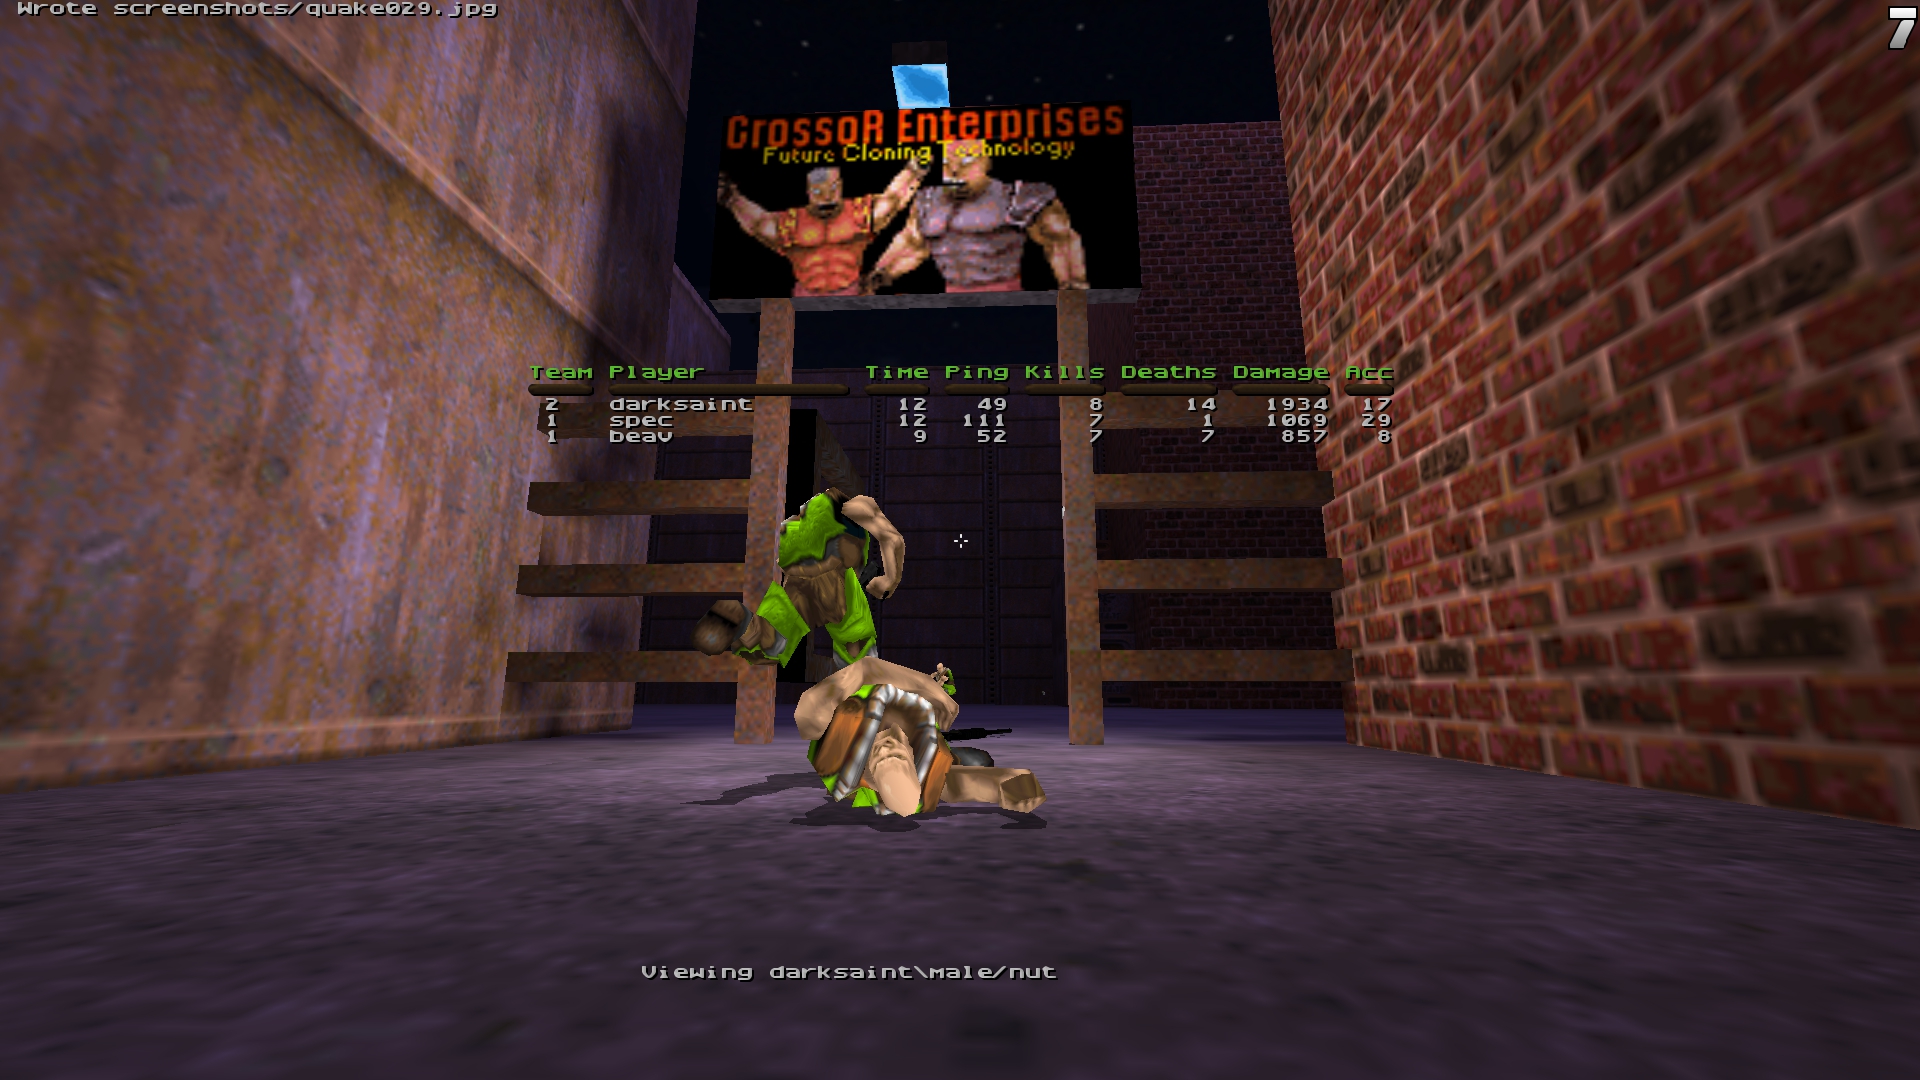 Wrote screenshots/quake029.jpg
7
CrossoR Enterprises
Future Cloning Technology
Team Player Time Ping Kills Deaths Damage Acc
2 darksaint 12 49 8 14 1934 17
1 spec 12 111 7 1 1069 29
1 beav 9 52 7 7 857 8
Viewing darksaint\male/nut